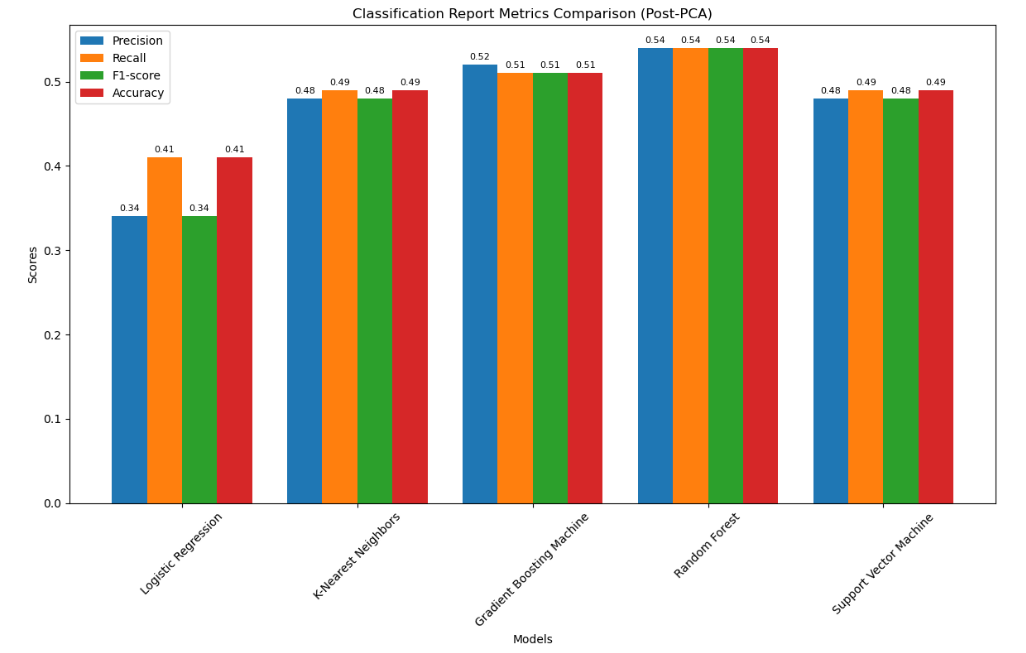 Classification Report Metrics Comparison (Post-PCA)
Precision
Recall
F1-score
Accuracy
Scores
0.5
0.4
0.3
0.2
0.1
0.0
0.34 0.41 0.34 0.41
0.48 0.49 0.48 0.49
0.52 0.51 0.51 0.51
0.54 0.54 0.54 0.54
0.48 0.49 0.48 0.49
Logistic Regression
K-Nearest Neighbors
Gradient Boosting Machine
Random Forest
Support Vector Machine
Models